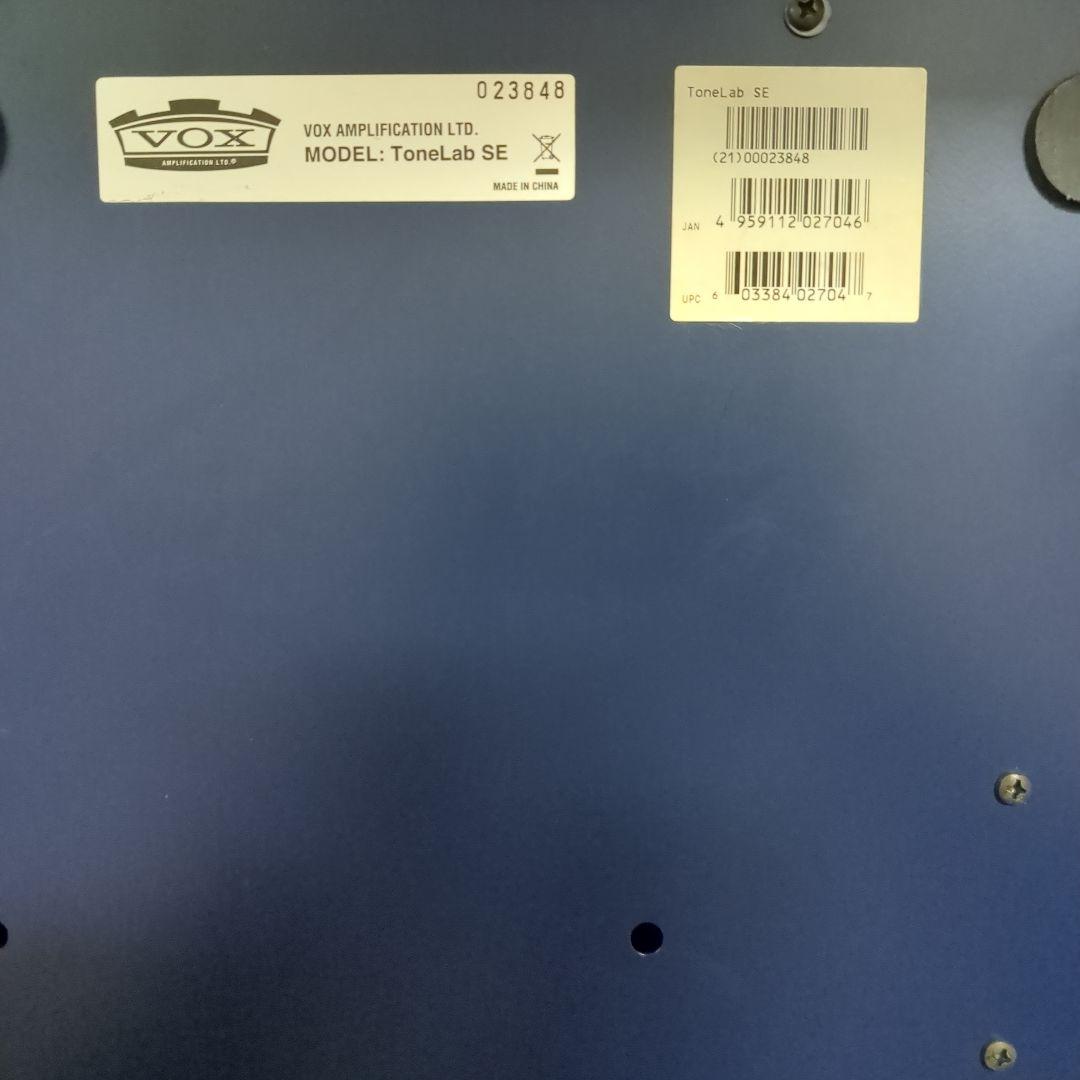 023848
VOX
AMPLIFICATION LTD.®
VOX AMPLIFICATION LTD.
MODEL: ToneLab SE
MADE IN CHINA
ToneLab SE
(21)00023848
JAN 4 959112 027046
UPC 6 03384 02704 7